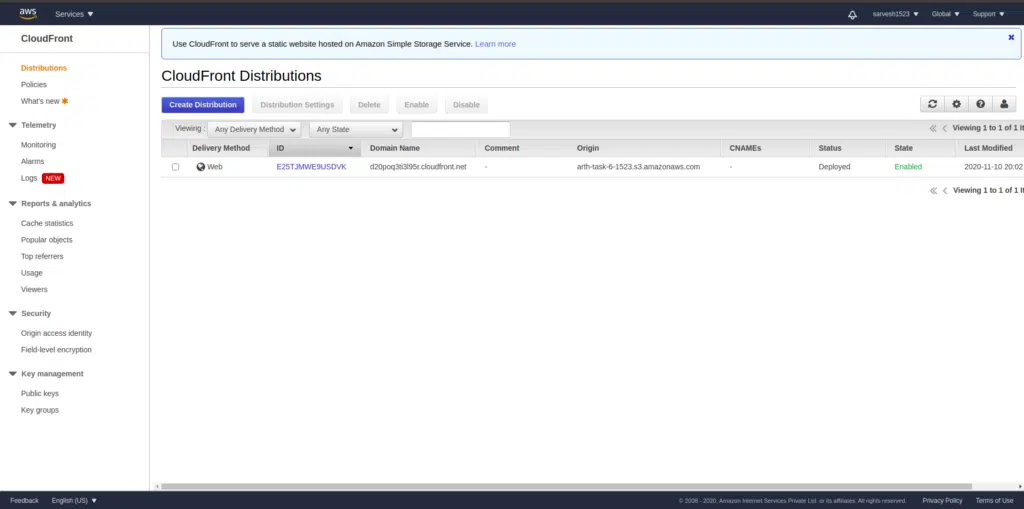 aws
Services
sarvesh1523
Global
Support
CloudFront
Distributions
Policies
What's new
Telemetry
Monitoring
Alarms
Logs NEW
Reports & analytics
Cache statistics
Popular objects
Top referrers
Usage
Viewers
Security
Origin access identity
Field-level encryption
Key management
Public keys
Key groups
Use CloudFront to serve a static website hosted on Amazon Simple Storage Service. Learn more
CloudFront Distributions
Create Distribution Distribution Settings Delete Enable Disable
Viewing : Any Delivery Method Any State Viewing 1 to 1 of 1 It
Delivery Method ID Domain Name Comment Origin CNAMEs Status State Last Modified
Web E25TJMWE9USDVK d20poq3ti3l95r.cloudfront.net - arth-task-6-1523.s3.amazonaws.com - Deployed Enabled 2020-11-10 20:02
Viewing 1 to 1 of 1 It
Feedback English (US) © 2008 - 2020, Amazon Internet Services Private Ltd. or its affiliates. All rights reserved. Privacy Policy Terms of Use